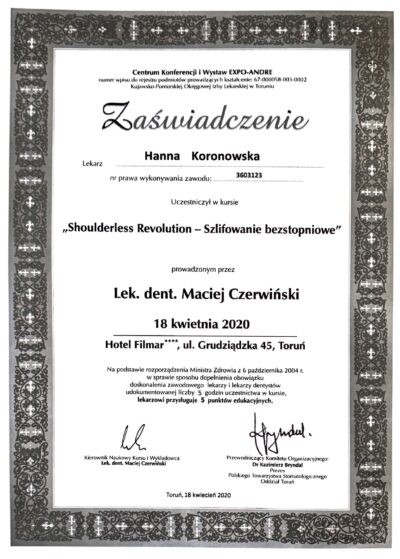 Centrum Konferencji i Wystaw EXPO-ANDRE
numer wpisu do rejestru podmiotów prowadzących kształcenie: 67-000058-003-0002
Kujawsko-Pomorskiej Okręgowej Izby Lekarskiej w Toruniu
Zaświadczenie
Lekarz Hanna Koronowska
nr prawa wykonywania zawodu: 3603123
Uczestniczył w kursie
„Shoulderless Revolution – Szlifowanie bezstopniowe”
prowadzonym przez
Lek. dent. Maciej Czerwiński
18 kwietnia 2020
Hotel Filmar****, ul. Grudziądzka 45, Toruń
Na podstawie rozporządzenia Ministra Zdrowia z 6 października 2004 r.
w sprawie sposobu dopełnienia obowiązku
doskonalenia zawodowego lekarzy i lekarzy dentystów
udokumentowanej liczby 5 godzin uczestnictwa w kursie,
lekarzowi przysługuje 5 punktów edukacyjnych.
Kierownik Naukowy Kursu i Wykładowca
Lek. dent. Maciej Czerwiński
Przewodniczący Komitetu Organizacyjnego:
Dr Kazimierz Bryndal
Prezes
Polskiego Towarzystwa Stomatologicznego
Oddział Toruń
Toruń, 18 kwiecień 2020